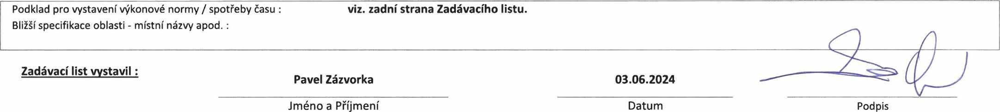 Podklad pro vystavení výkonové normy / spotřeby času : viz. zadní strana Zadávacího listu.
Bližší specifikace oblasti - místní názvy apod. :
Zadávací list vystavil :
Pavel Zázvorka 03.06.2024
Jméno a Příjmení Datum Podpis